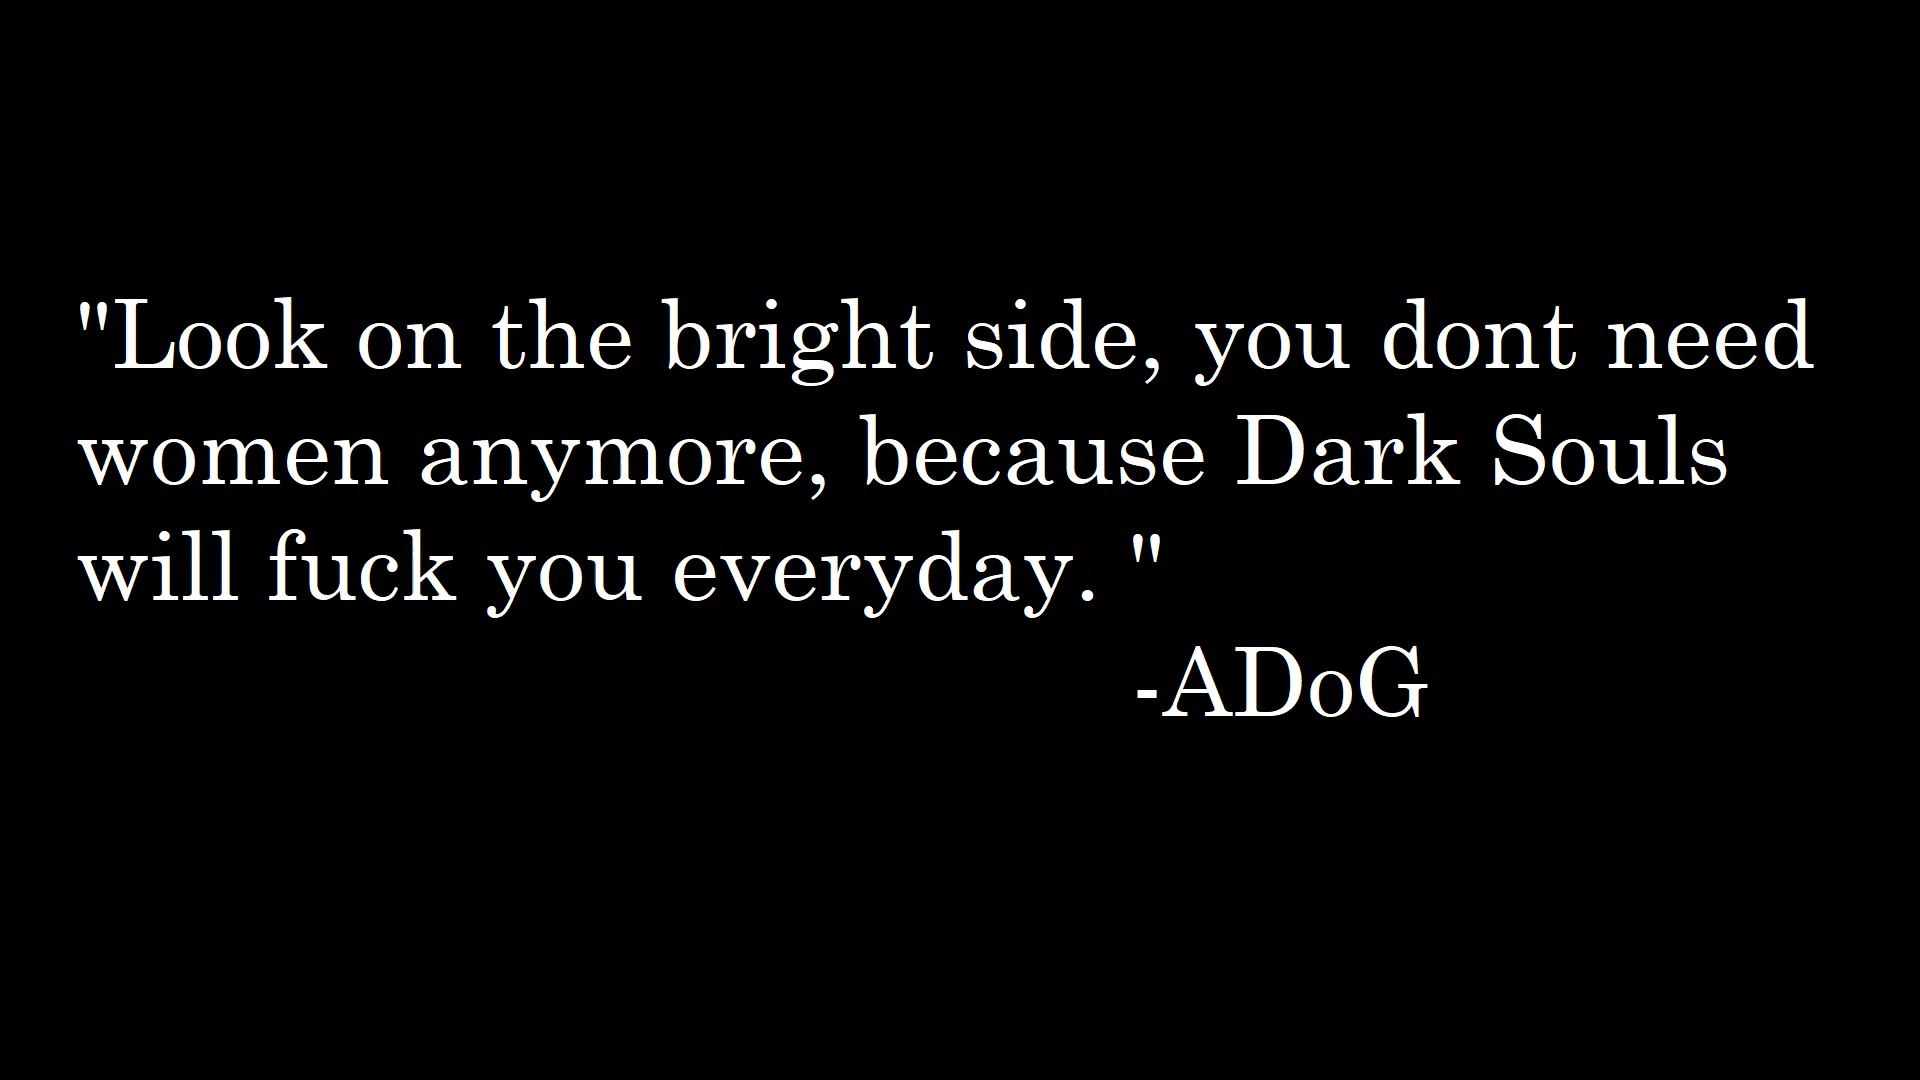 "Look on the bright side, you dont need
women anymore, because Dark Souls
will fuck you everyday. "
-ADoG